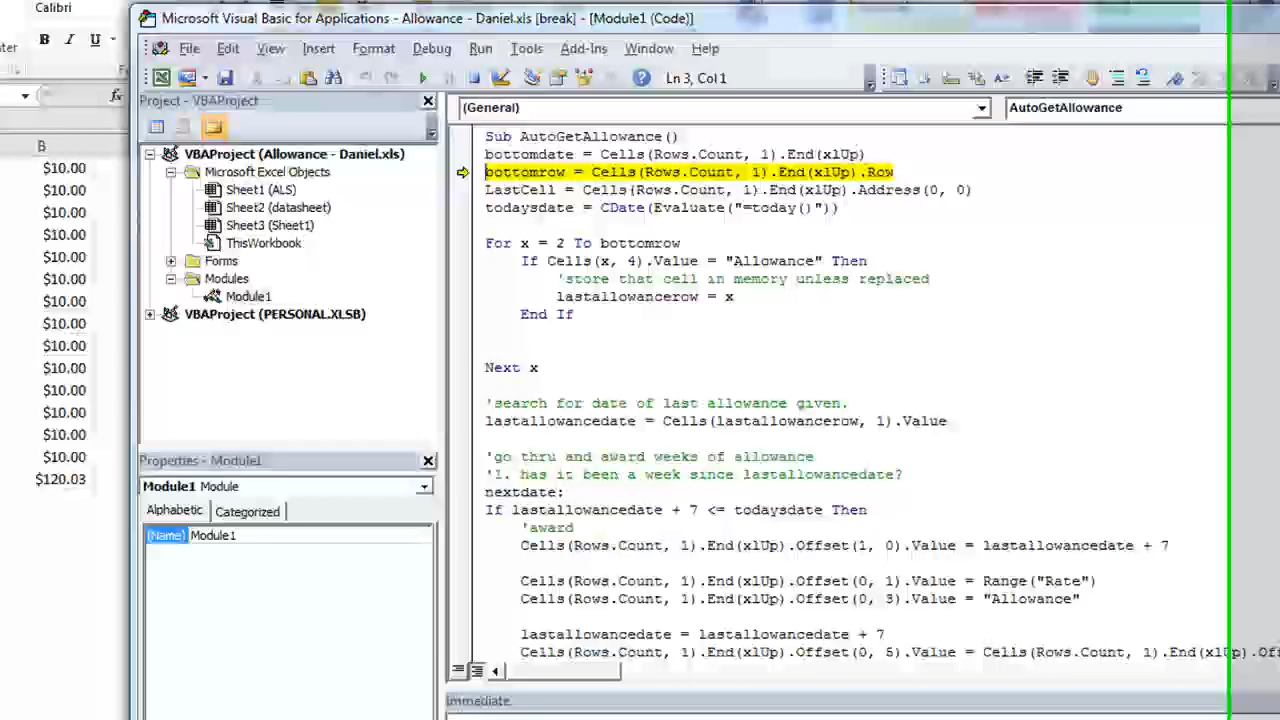 Calibri
Microsoft Visual Basic for Applications - Allowance - Daniel.xls [break] - [Module1 (Code)]
B I U
File Edit View Insert Format Debug Run Tools Add-Ins Window Help
Ln 3, Col 1
fx
Project - VBAProject
(General)
AutoGetAllowance
B
$10.00
$10.00
$10.00
$10.00
$10.00
$10.00
$10.00
$10.00
$10.00
$10.00
$10.00
$10.00
$10.00
$10.00
$120.03
VBAProject (Allowance - Daniel.xls)
Microsoft Excel Objects
Sheet1 (ALS)
Sheet2 (datasheet)
Sheet3 (Sheet1)
ThisWorkbook
Forms
Modules
Module1
VBAProject (PERSONAL.XLSB)
Properties - Module1
Module1 Module
Alphabetic Categorized
(Name) Module1
Sub AutoGetAllowance()
bottomdate = Cells(Rows.Count, 1).End(xlUp)
bottomrow = Cells(Rows.Count, 1).End(xlUp).Row
LastCell = Cells(Rows.Count, 1).End(xlUp).Address(0, 0)
todaysdate = CDate(Evaluate("=today()"))
For x = 2 To bottomrow
If Cells(x, 4).Value = "Allowance" Then
'store that cell in memory unless replaced
lastallowancerow = x
End If
Next x
'search for date of last allowance given.
lastallowancedate = Cells(lastallowancerow, 1).Value
'go thru and award weeks of allowance
'1. has it been a week since lastallowancedate?
nextdate:
If lastallowancedate + 7 <= todaysdate Then
'award
Cells(Rows.Count, 1).End(xlUp).Offset(1, 0).Value = lastallowancedate + 7
Cells(Rows.Count, 1).End(xlUp).Offset(0, 1).Value = Range("Rate")
Cells(Rows.Count, 1).End(xlUp).Offset(0, 3).Value = "Allowance"
lastallowancedate = lastallowancedate + 7
Cells(Rows.Count, 1).End(xlUp).Offset(0, 5).Value = Cells(Rows.Count, 1).End(xlUp).Off
Immediate